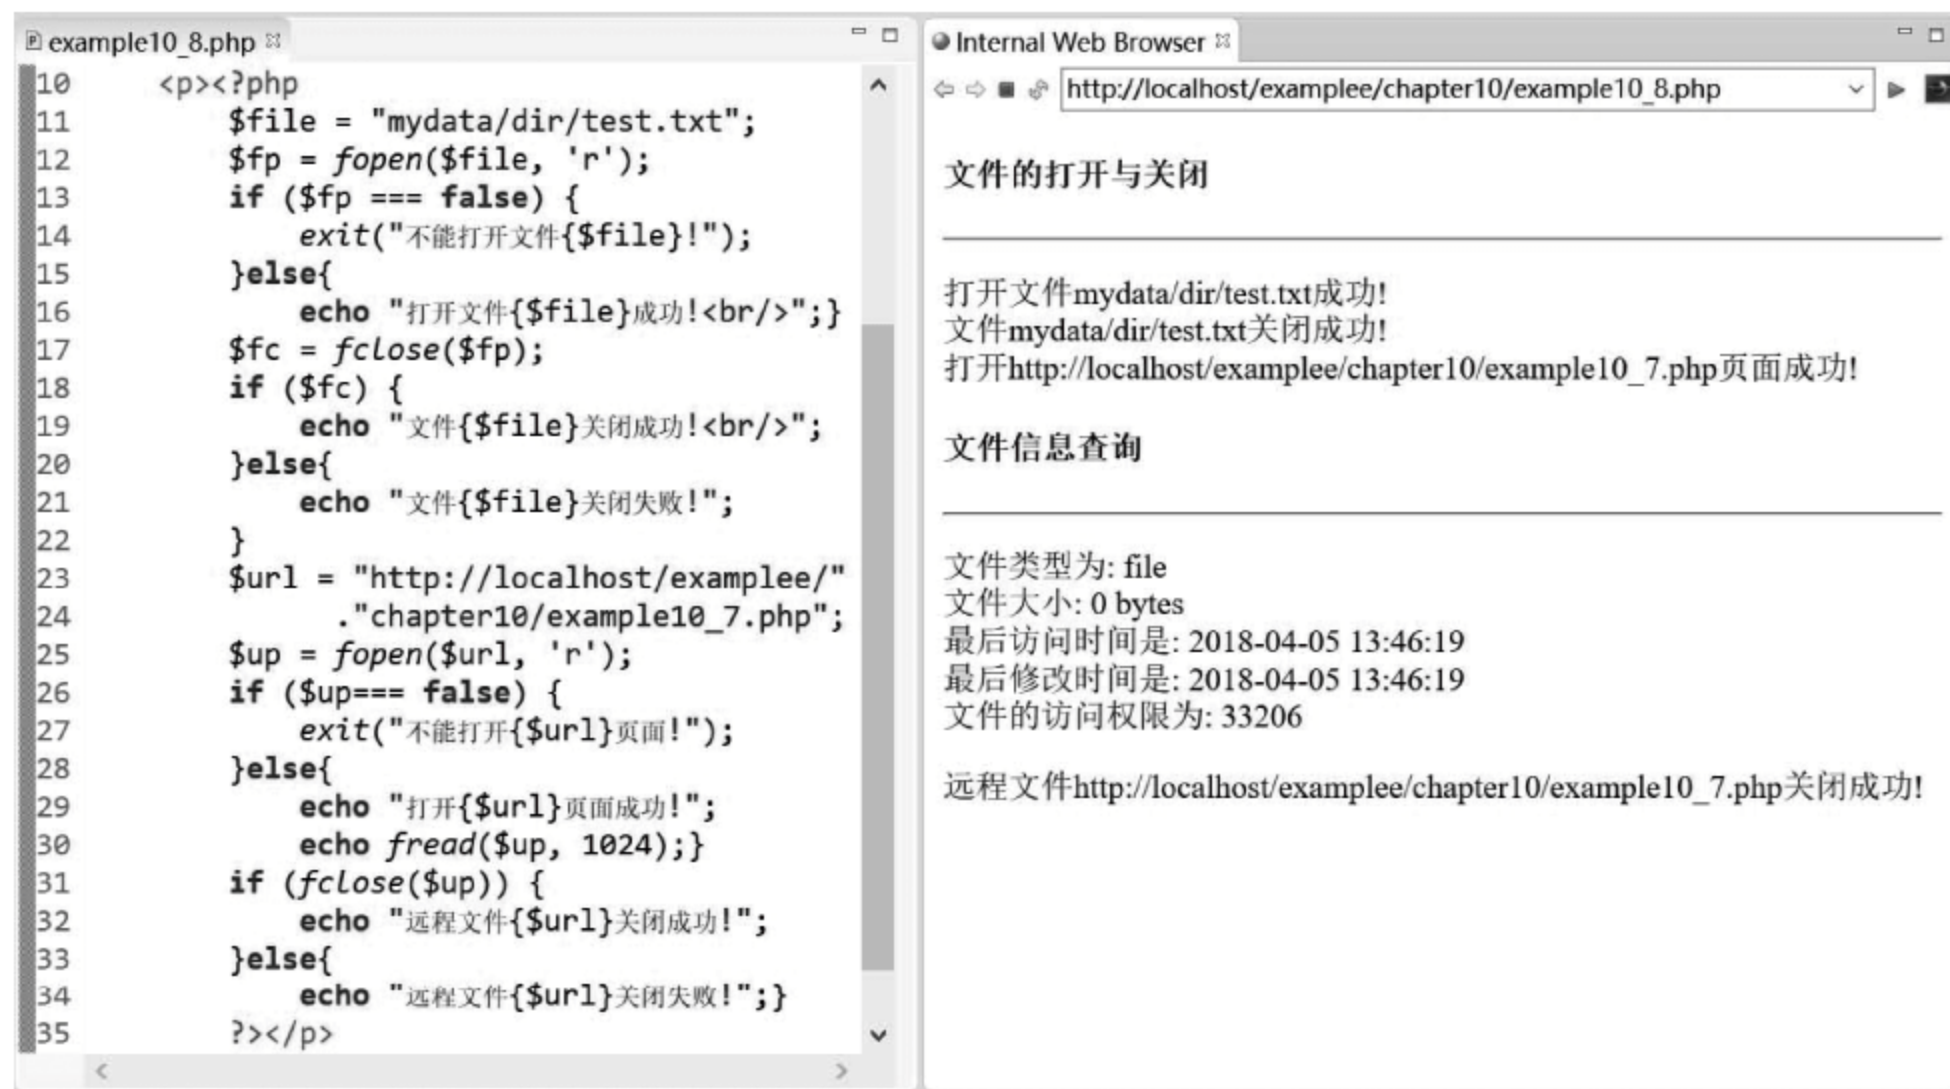 example10_8.php
10 <p><?php
11 $file = "mydata/dir/test.txt";
12 $fp = fopen($file, 'r');
13 if ($fp === false) {
14 exit("不能打开文件{$file}!");
15 }else{
16 echo "打开文件{$file}成功!<br/>";}
17 $fc = fclose($fp);
18 if ($fc) {
19 echo "文件{$file}关闭成功!<br/>";
20 }else{
21 echo "文件{$file}关闭失败!";
22 }
23 $url = "http://localhost/examplee/"
24 ."chapter10/example10_7.php";
25 $up = fopen($url, 'r');
26 if ($up=== false) {
27 exit("不能打开{$url}页面!");
28 }else{
29 echo "打开{$url}页面成功!";
30 echo fread($up, 1024);}
31 if (fclose($up)) {
32 echo "远程文件{$url}关闭成功!";
33 }else{
34 echo "远程文件{$url}关闭失败!";}
35 ?></p>
Internal Web Browser
http://localhost/examplee/chapter10/example10_8.php
文件的打开与关闭
打开文件mydata/dir/test.txt成功!
文件mydata/dir/test.txt关闭成功!
打开http://localhost/examplee/chapter10/example10_7.php页面成功!
文件信息查询
文件类型为: file
文件大小: 0 bytes
最后访问时间是: 2018-04-05 13:46:19
最后修改时间是: 2018-04-05 13:46:19
文件的访问权限为: 33206
远程文件http://localhost/examplee/chapter10/example10_7.php关闭成功!